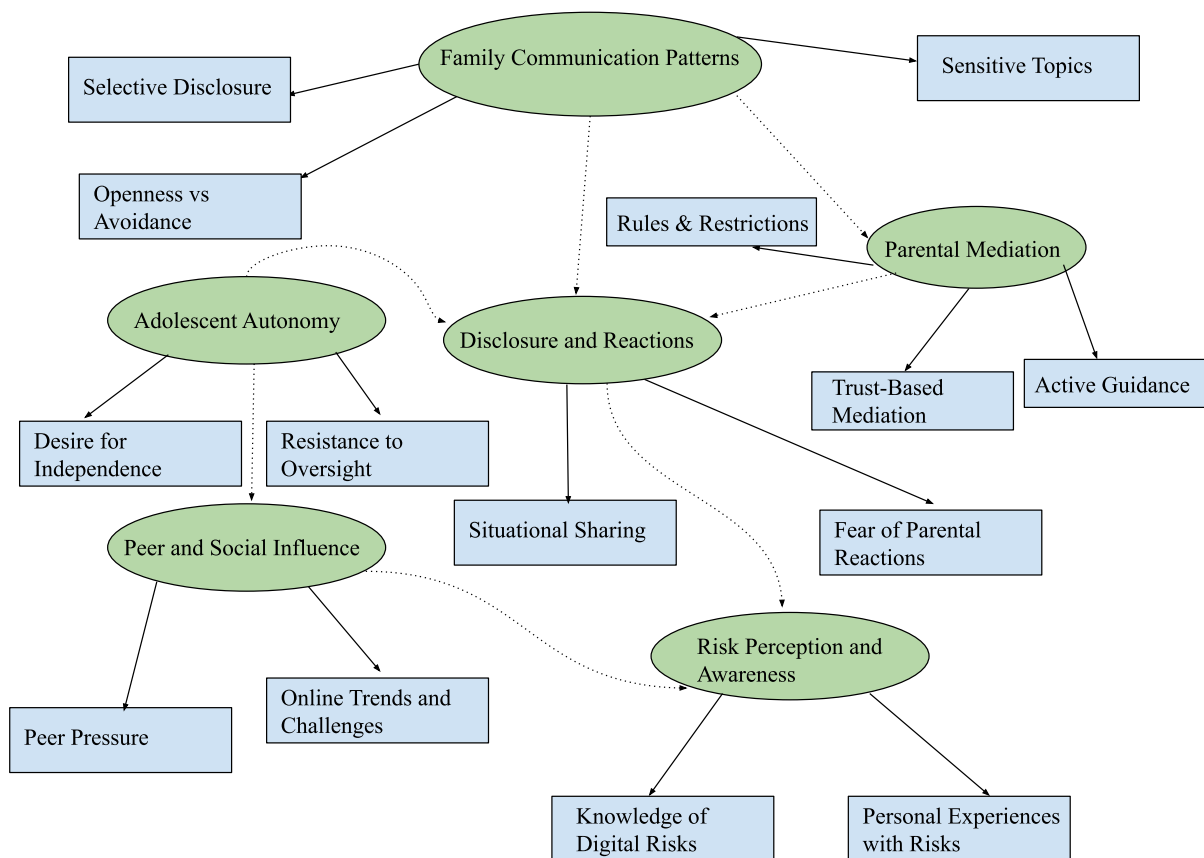 Family Communication Patterns
Sensitive Topics
Selective Disclosure
Openness vs
Avoidance
Rules & Restrictions
Parental Mediation
Adolescent Autonomy
Disclosure and Reactions
Trust-Based
Mediation
Active Guidance
Desire for
Independence
Resistance to
Oversight
Situational Sharing
Fear of Parental
Reactions
Peer and Social Influence
Risk Perception and
Awareness
Online Trends and
Challenges
Peer Pressure
Knowledge of
Digital Risks
Personal Experiences
with Risks